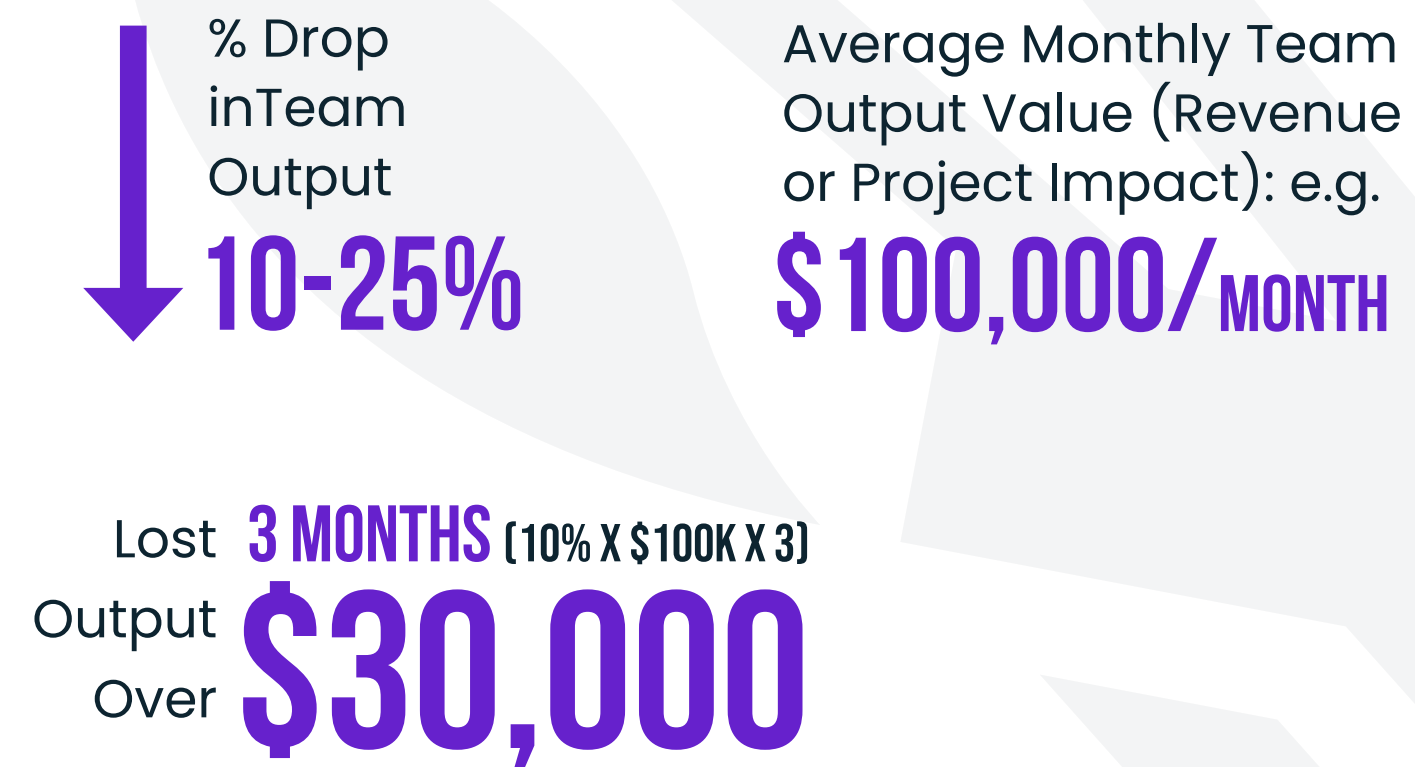 % Drop
inTeam
Output
10-25%
Average Monthly Team
Output Value (Revenue
or Project Impact): e.g.
$100,000/MONTH
Lost
Output
Over
3 MONTHS (10% X $100K X 3)
$30,000